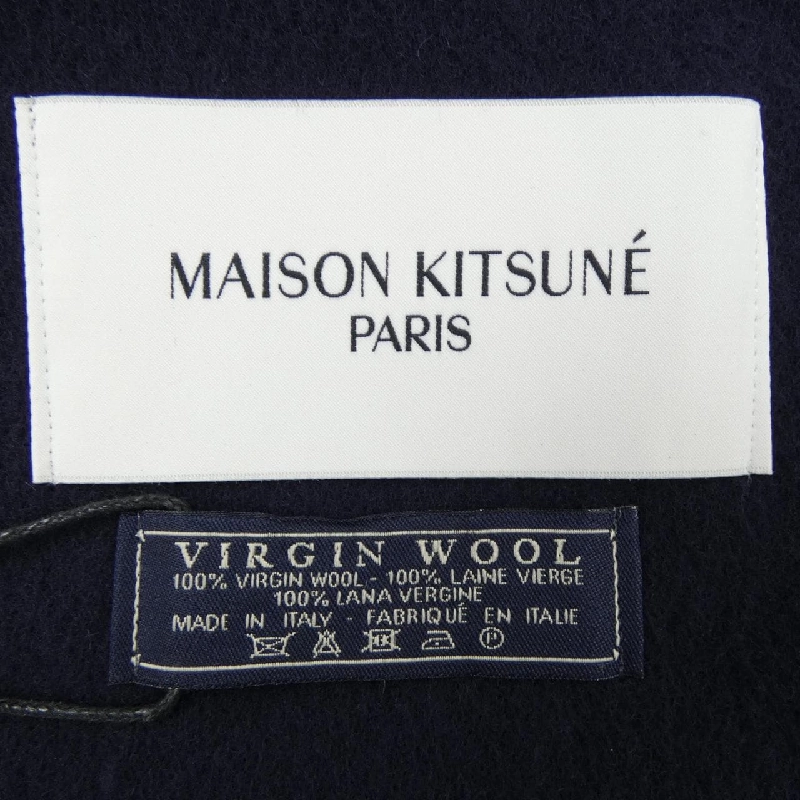 MAISON KITSUNÉ
PARIS
VIRGIN WOOL
100% VIRGIN WOOL - 100% LAINE VIERGE
100% LANA VERGINE
MADE IN ITALY - FABRIQUÉ EN ITALIE
P